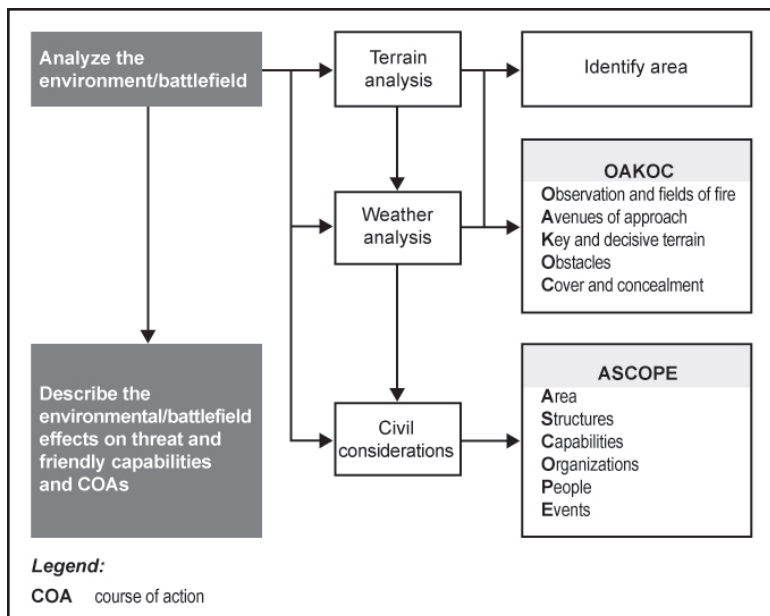 Analyze the
environment/battlefield
Terrain
analysis
Identify area
Weather
analysis
OAKOC
Observation and fields of fire
Avenues of approach
Key and decisive terrain
Obstacles
Cover and concealment
Describe the
environmental/battlefield
effects on threat and
friendly capabilities
and COAs
Civil
considerations
ASCOPE
Area
Structures
Capabilities
Organizations
People
Events
Legend:
COA course of action